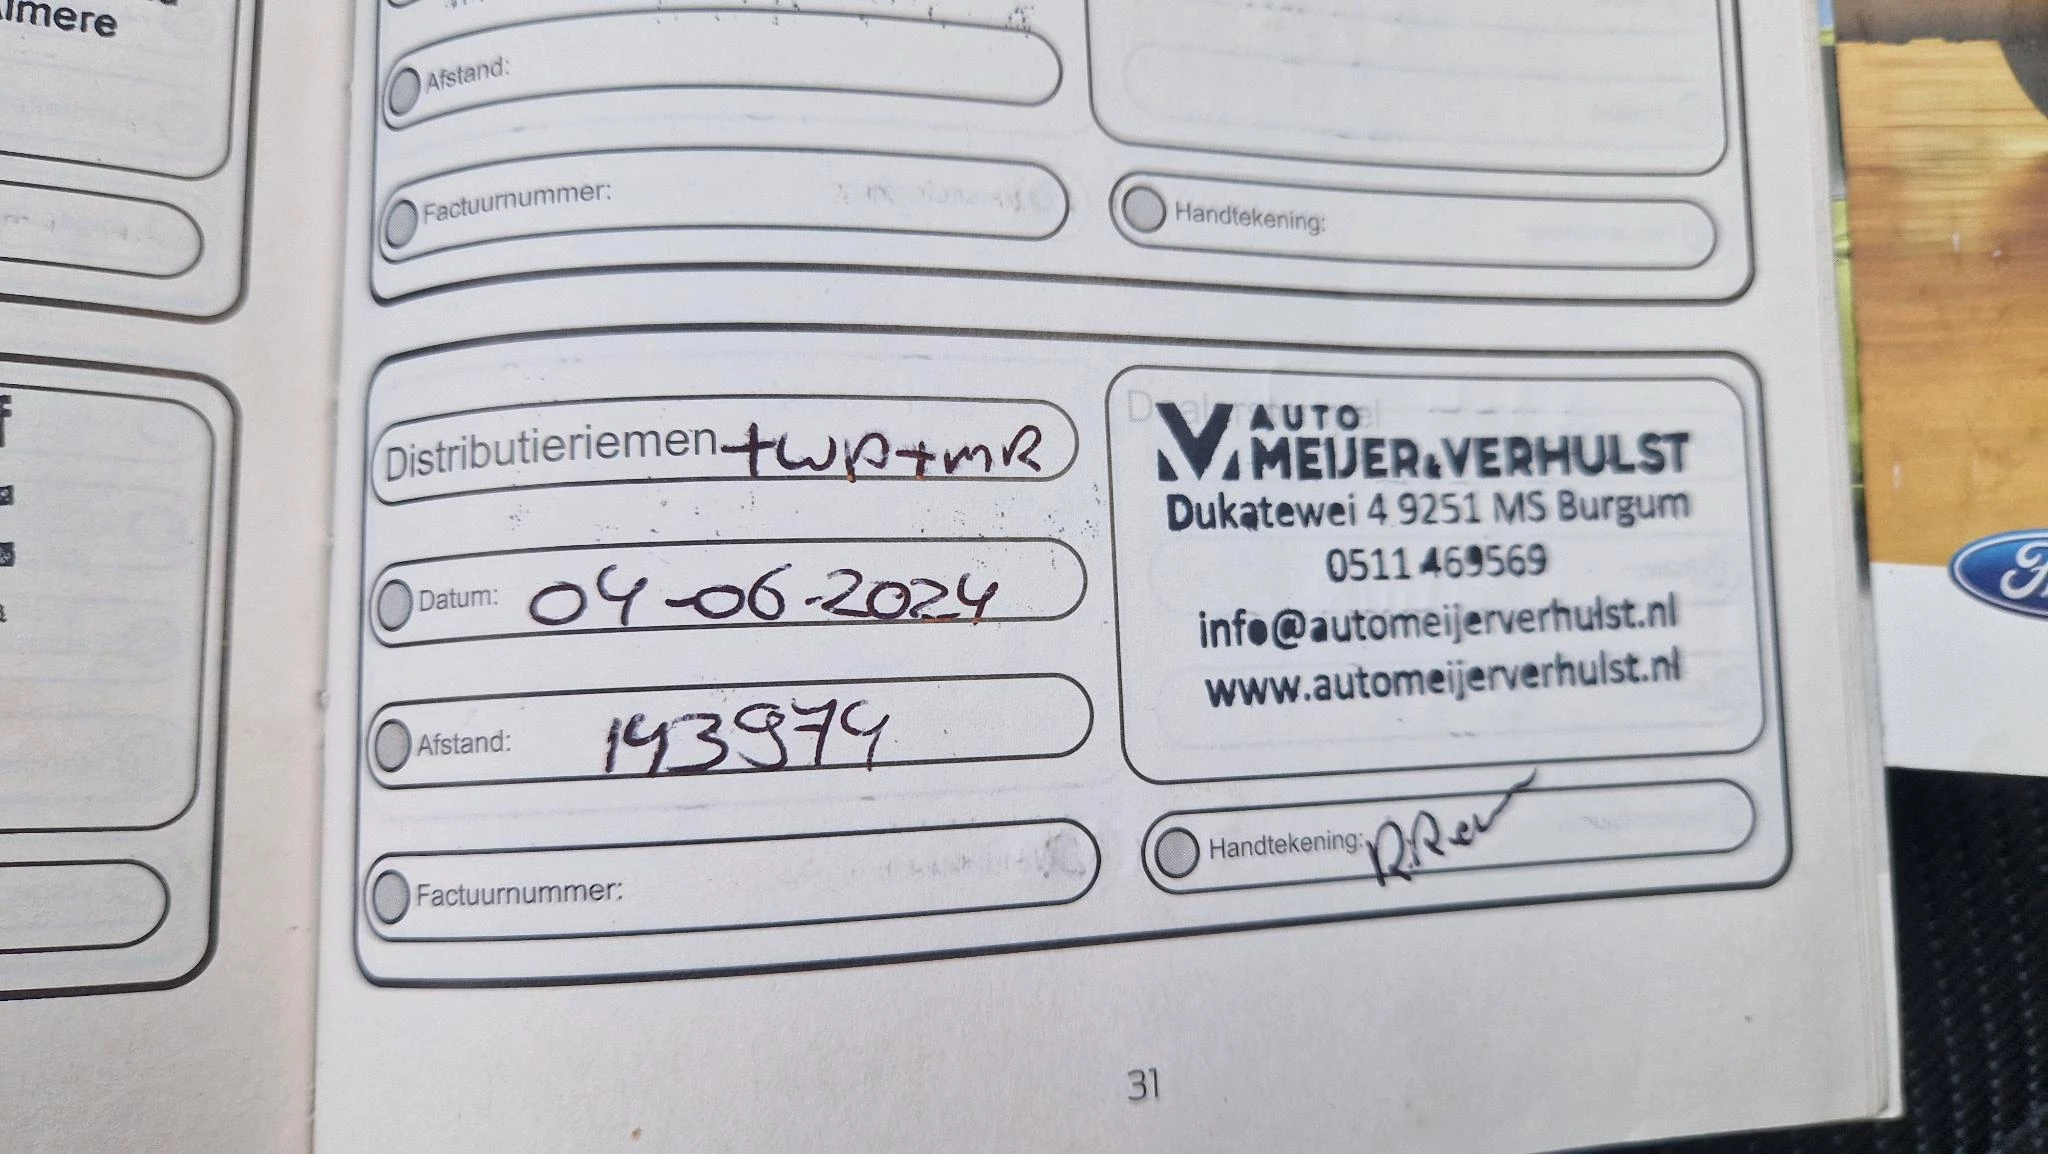 lmere
Afstand:
Factuurnummer:
Handtekening:
Distributieriemen +WP+MR
Datum: 04-06-2024
Afstand: 143974
Factuurnummer:
AUTO
MEIJER&VERHULST
Dukatewei 4 9251 MS Burgum
0511 469569
info@automeijerverhulst.nl
www.automeijerverhulst.nl
Handtekening:
31